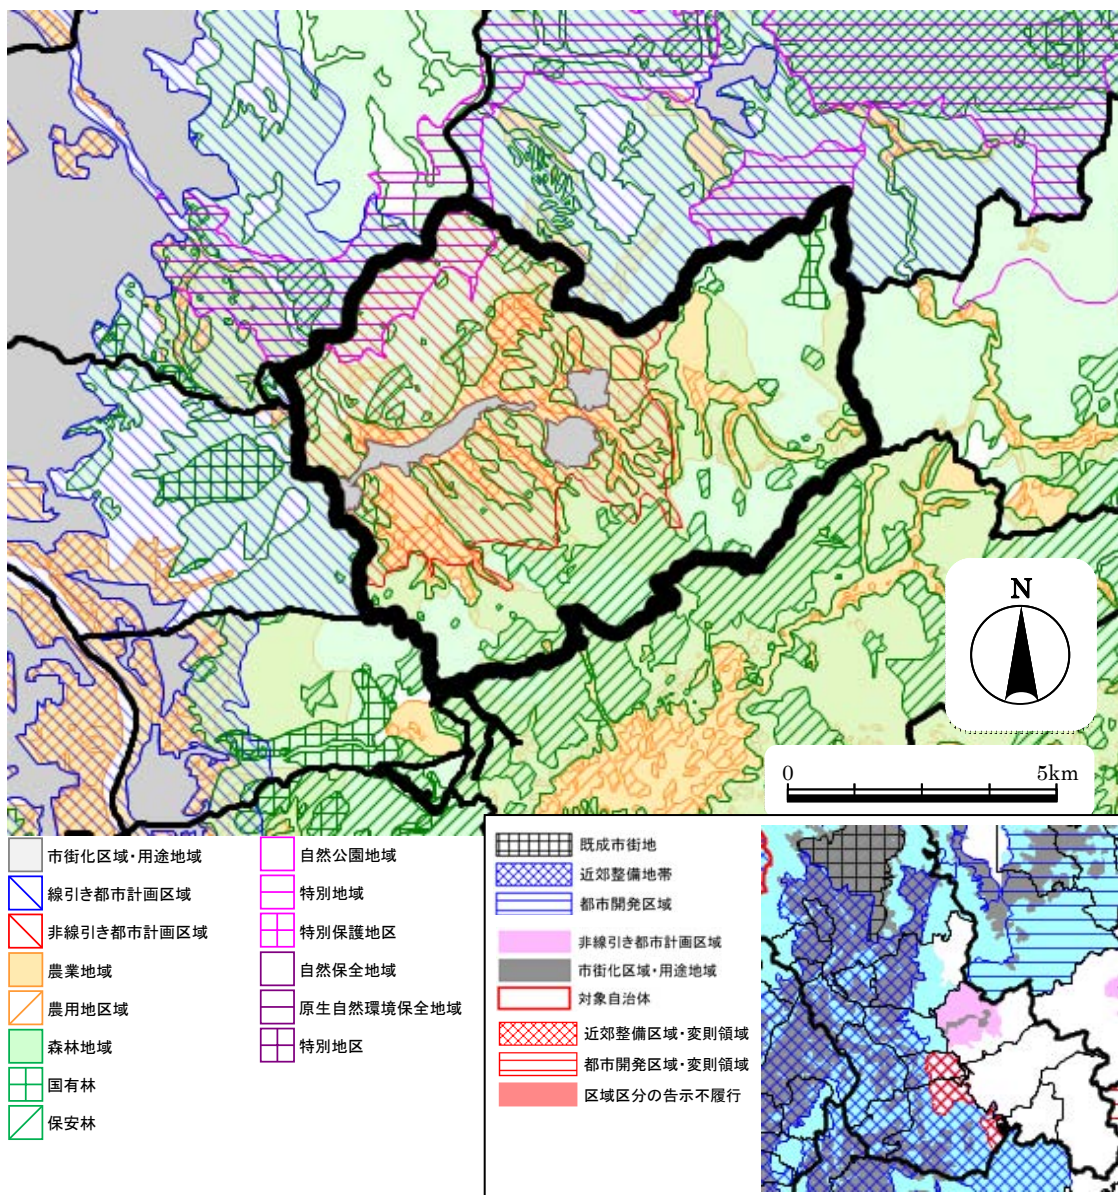 N
0 5km
市街化区域・用途地域
線引き都市計画区域
非線引き都市計画区域
農業地域
農用地区域
森林地域
国有林
保安林
自然公園地域
特別地域
特別保護地区
自然保全地域
原生自然環境保全地域
特別地区
既成市街地
近郊整備地帯
都市開発区域
非線引き都市計画区域
市街化区域・用途地域
対象自治体
近郊整備区域・変則領域
都市開発区域・変則領域
区域区分の告示不履行